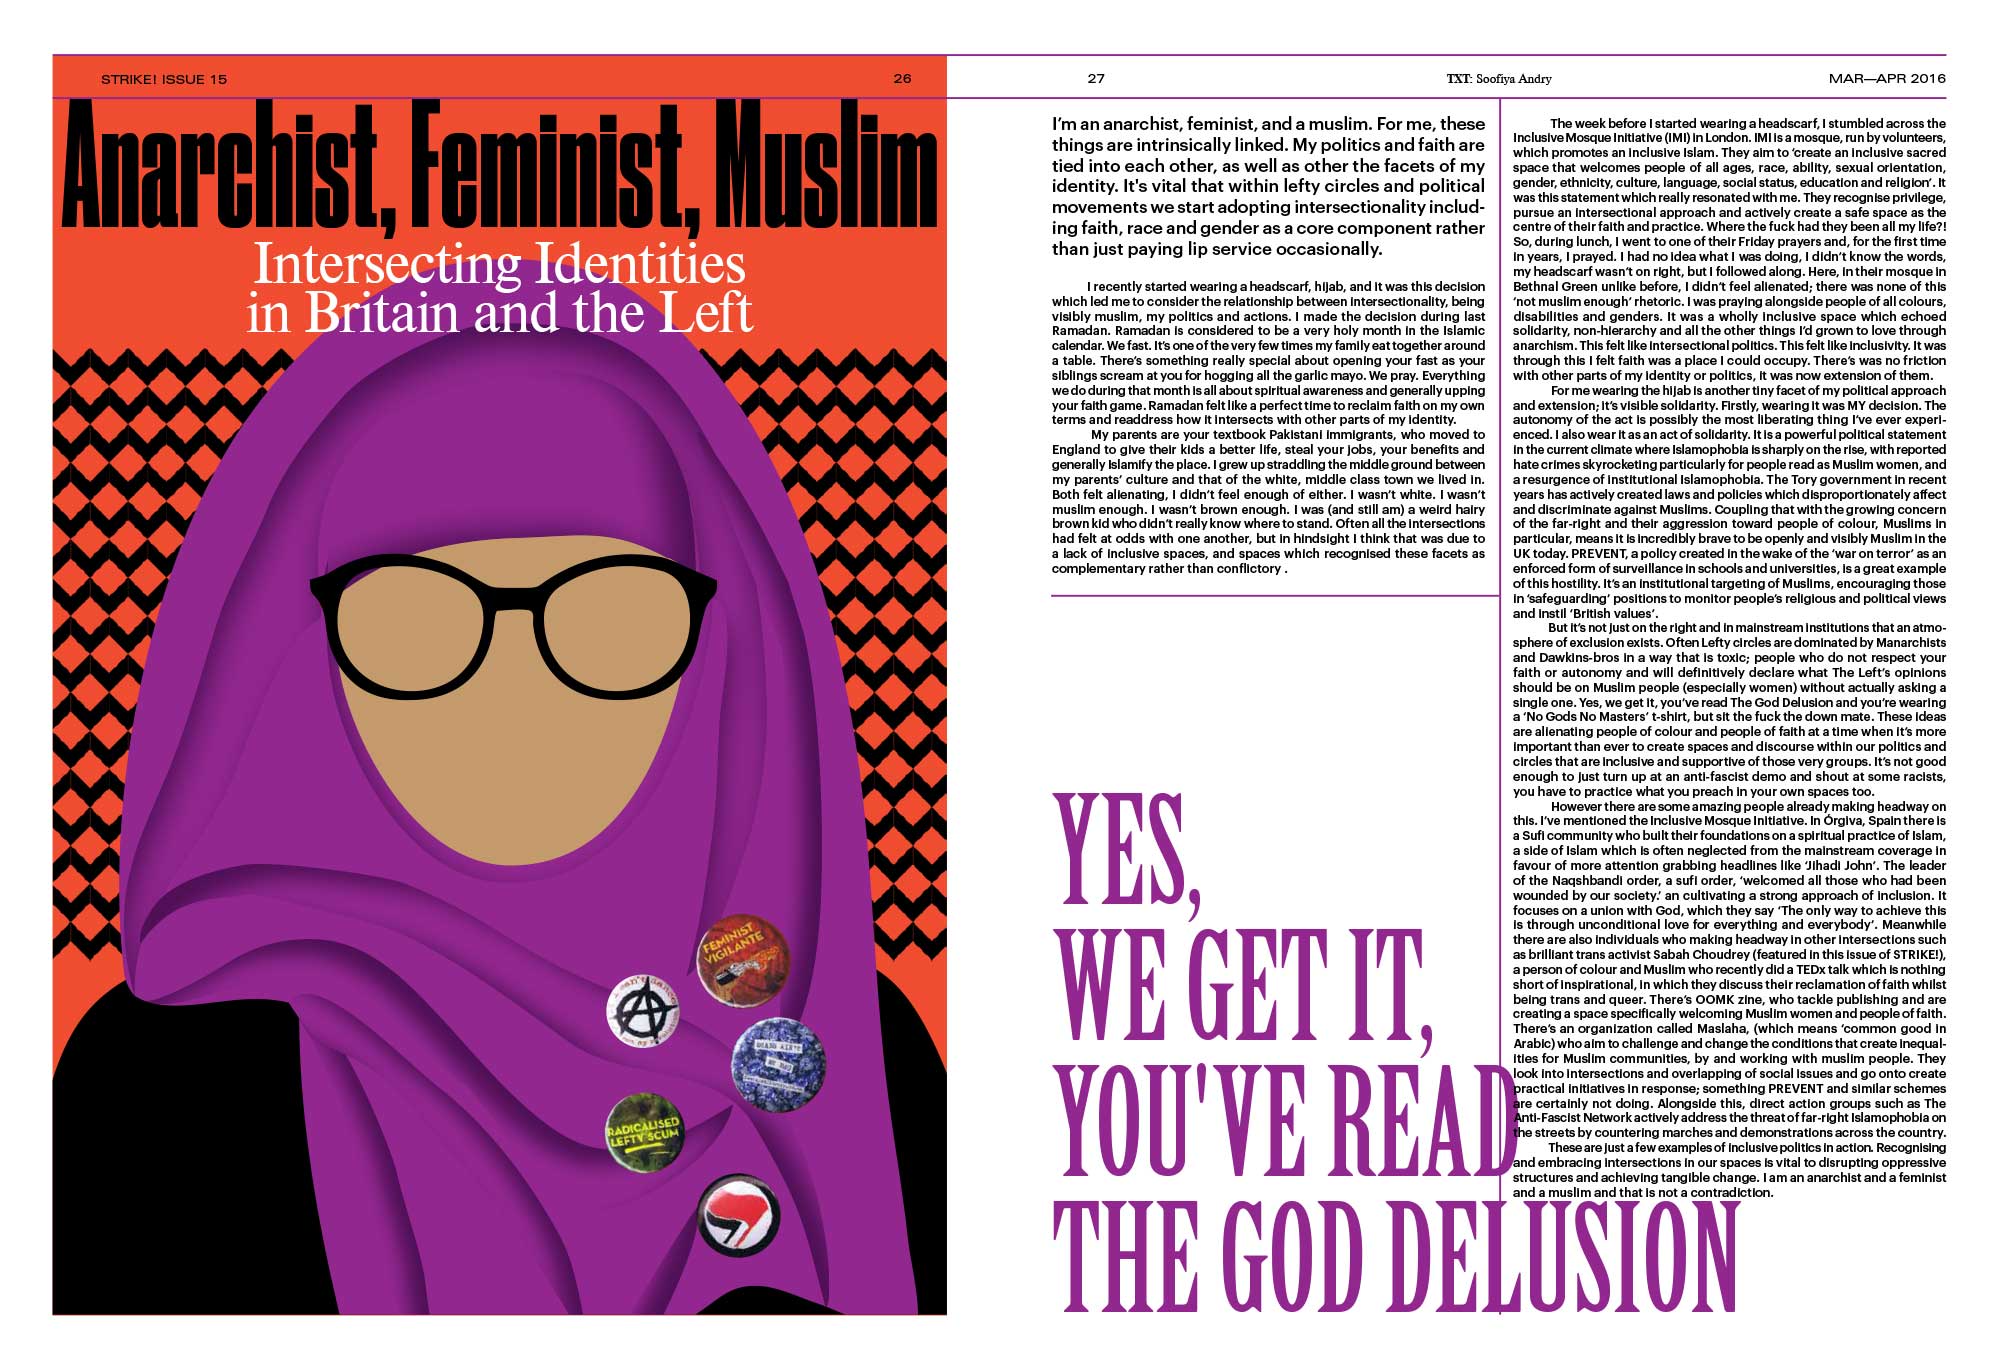 STRIKE! ISSUE 15
26
Anarchist, Feminist, Muslim
Intersecting Identities
in Britain and the Left
FEMINIST
VIGILANTE
RADICALISED
LEFTY SCUM
27
TXT: Soofiya Andry
MAR—APR 2016
I'm an anarchist, feminist, and a muslim. For me, these
things are intrinsically linked. My politics and faith are
tied into each other, as well as other the facets of my
identity. It's vital that within lefty circles and political
movements we start adopting intersectionality includ-
ing faith, race and gender as a core component rather
than just paying lip service occasionally.
I recently started wearing a headscarf, hijab, and it was this decision
which led me to consider the relationship between intersectionality, being
visibly muslim, my politics and actions. I made the decision during last
Ramadan. Ramadan is considered to be a very holy month in the Islamic
calendar. We fast. It's one of the very few times my family eat together around
a table. There's something really special about opening your fast as your
siblings scream at you for hogging all the garlic mayo. We pray. Everything
we do during that month is all about spiritual awareness and generally upping
your faith game. Ramadan felt like a perfect time to reclaim faith on my own
terms and readdress how it intersects with other parts of my identity.
My parents are your textbook Pakistani immigrants, who moved to
England to give their kids a better life, steal your jobs, your benefits and
generally Islamify the place. I grew up straddling the middle ground between
my parents' culture and that of the white, middle class town we lived in.
Both felt alienating, I didn't feel enough of either. I wasn't white. I wasn't
muslim enough. I wasn't brown enough. I was (and still am) a weird hairy
brown kid who didn't really know where to stand. Often all the intersections
had felt at odds with one another, but in hindsight I think that was due to
a lack of inclusive spaces, and spaces which recognised these facets as
complementary rather than conflictory .
YES,
WE GET IT,
YOU'VE READ
THE GOD DELUSION
The week before I started wearing a headscarf, I stumbled across the
Inclusive Mosque Initiative (IMI) in London. IMI is a mosque, run by volunteers,
which promotes an inclusive Islam. They aim to 'create an inclusive sacred
space that welcomes people of all ages, race, ability, sexual orientation,
gender, ethnicity, culture, language, social status, education and religion'. It
was this statement which really resonated with me. They recognise privilege,
pursue an intersectional approach and actively create a safe space as the
centre of their faith and practice. Where the fuck had they been all my life?!
So, during lunch, I went to one of their Friday prayers and, for the first time
in years, I prayed. I had no idea what I was doing, I didn't know the words,
my headscarf wasn't on right, but I followed along. Here, in their mosque in
Bethnal Green unlike before, I didn't feel alienated; there was none of this
'not muslim enough' rhetoric. I was praying alongside people of all colours,
disabilities and genders. It was a wholly inclusive space which echoed
solidarity, non-hierarchy and all the other things I'd grown to love through
anarchism. This felt like intersectional politics. This felt like inclusivity. It was
through this I felt faith was a place I could occupy. There's was no friction
with other parts of my identity or politics, it was now extension of them.
For me wearing the hijab is another tiny facet of my political approach
and extension; it's visible solidarity. Firstly, wearing it was MY decision. The
autonomy of the act is possibly the most liberating thing I've ever experi-
enced. I also wear it as an act of solidarity. It is a powerful political statement
in the current climate where Islamophobia is sharply on the rise, with reported
hate crimes skyrocketing particularly for people read as Muslim women, and
a resurgence of institutional Islamophobia. The Tory government in recent
years has actively created laws and policies which disproportionately affect
and discriminate against Muslims. Coupling that with the growing concern
of the far-right and their aggression toward people of colour, Muslims in
particular, means it is incredibly brave to be openly and visibly Muslim in the
UK today. PREVENT, a policy created in the wake of the 'war on terror' as an
enforced form of surveillance in schools and universities, is a great example
of this hostility. It's an institutional targeting of Muslims, encouraging those
in 'safeguarding' positions to monitor people's religious and political views
and instil 'British values'.
But it's not just on the right and in mainstream institutions that an atmo-
sphere of exclusion exists. Often Lefty circles are dominated by Manarchists
and Dawkins-bros in a way that is toxic; people who do not respect your
faith or autonomy and will definitively declare what The Left's opinions
should be on Muslim people (especially women) without actually asking a
single one. Yes, we get it, you've read The God Delusion and you're wearing
a 'No Gods No Masters' t-shirt, but sit the fuck the down mate. These ideas
are alienating people of colour and people of faith at a time when it's more
important than ever to create spaces and discourse within our politics and
circles that are inclusive and supportive of those very groups. It's not good
enough to just turn up at an anti-fascist demo and shout at some racists,
you have to practice what you preach in your own spaces too.
However there are some amazing people already making headway on
this. I've mentioned the Inclusive Mosque Initiative. In Órgiva, Spain there is
a Sufi community who built their foundations on a spiritual practice of Islam,
a side of Islam which is often neglected from the mainstream coverage in
favour of more attention grabbing headlines like 'Jihadi John'. The leader
of the Naqshbandi order, a sufi order, 'welcomed all those who had been
wounded by our society.' an cultivating a strong approach of inclusion. It
focuses on a union with God, which they say 'The only way to achieve this
is through unconditional love for everything and everybody'. Meanwhile
there are also individuals who making headway in other intersections such
as brilliant trans activist Sabah Choudrey (featured in this issue of STRIKE!),
a person of colour and Muslim who recently did a TEDx talk which is nothing
short of inspirational, in which they discuss their reclamation of faith whilst
being trans and queer. There's OOMK zine, who tackle publishing and are
creating a space specifically welcoming Muslim women and people of faith.
There's an organization called Maslaha, (which means 'common good in
Arabic) who aim to challenge and change the conditions that create inequal-
ities for Muslim communities, by and working with muslim people. They
look into intersections and overlapping of social issues and go onto create
practical initiatives in response; something PREVENT and similar schemes
are certainly not doing. Alongside this, direct action groups such as The
Anti-Fascist Network actively address the threat of far-right Islamophobia on
the streets by countering marches and demonstrations across the country.
These are just a few examples of inclusive politics in action. Recognising
and embracing intersections in our spaces is vital to disrupting oppressive
structures and achieving tangible change. I am an anarchist and a feminist
and a muslim and that is not a contradiction.